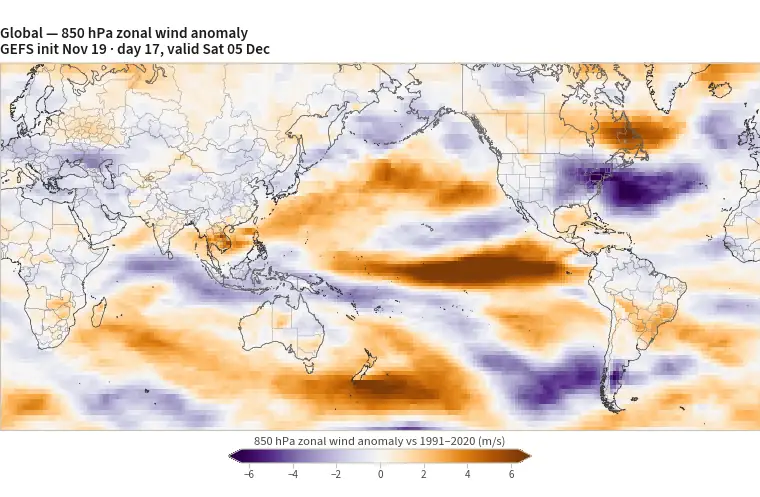 Global — 850 hPa zonal wind anomaly
GEFS init Nov 19 · day 17, valid Sat 05 Dec
850 hPa zonal wind anomaly vs 1991–2020 (m/s)
−6 −4 −2 0 2 4 6